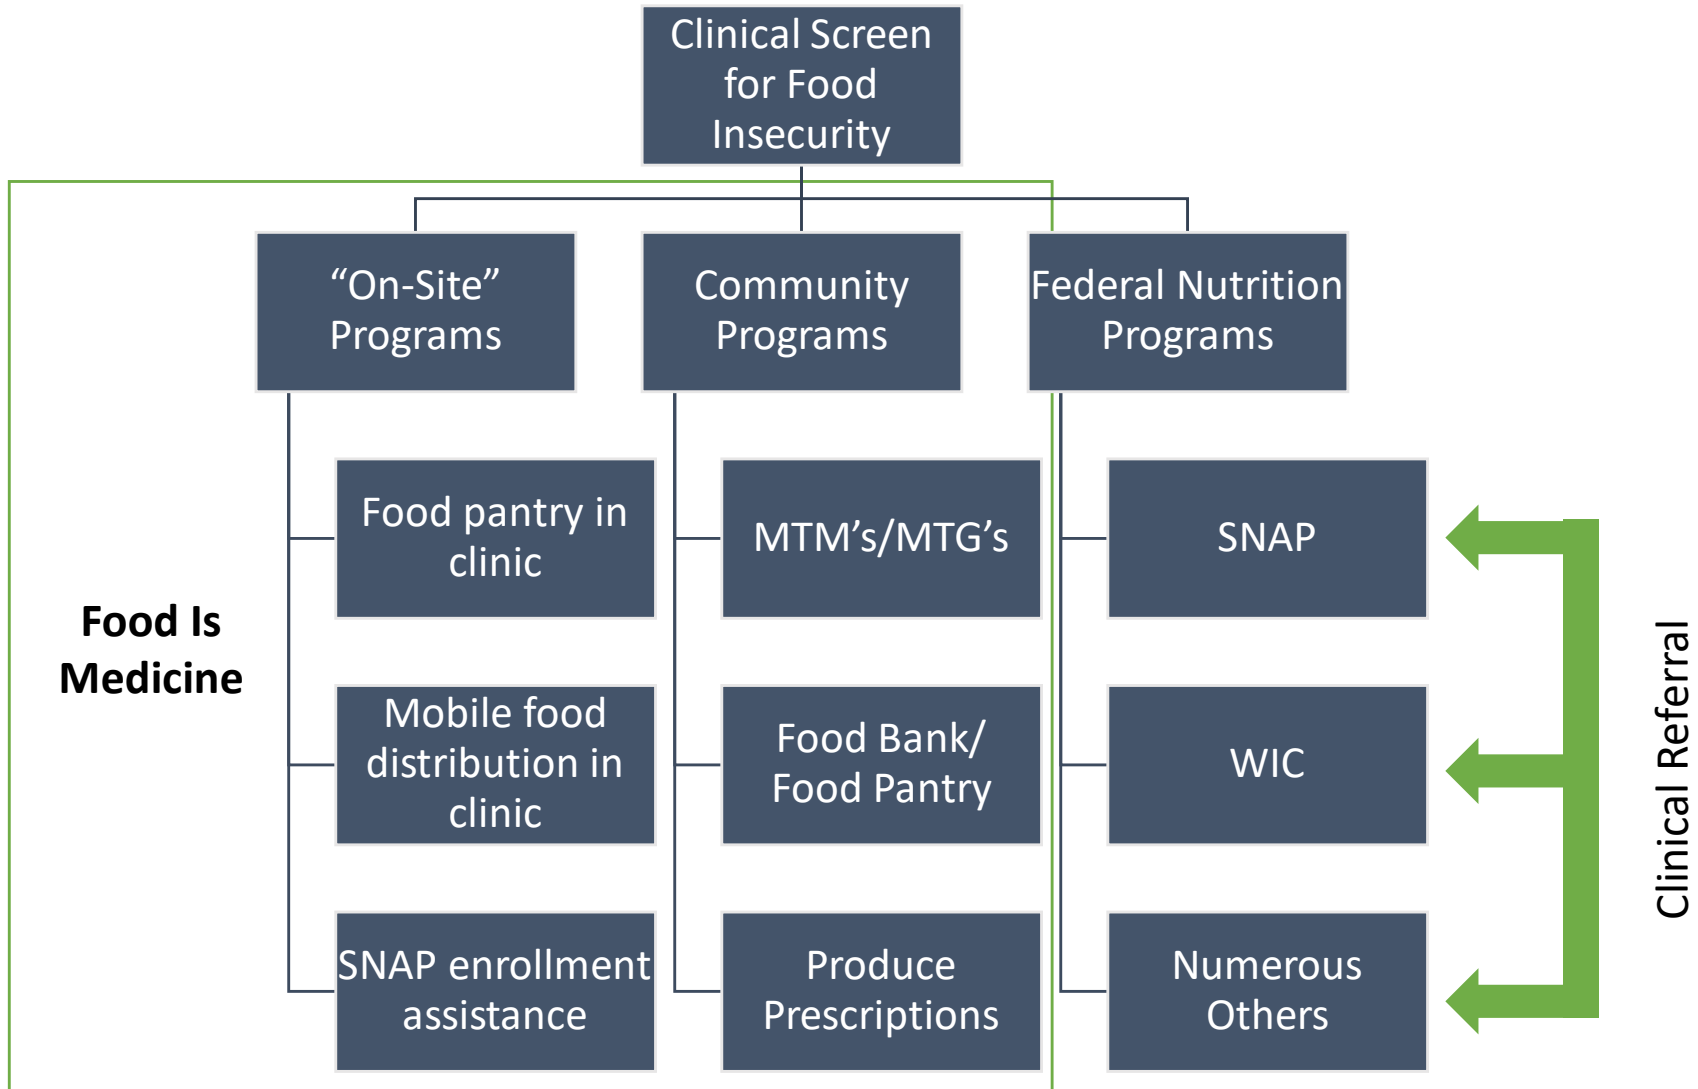 Clinical Screen
for Food
Insecurity
“On-Site”
Programs
Community
Programs
Federal Nutrition
Programs
Food pantry in
clinic
MTM’s/MTG’s
SNAP
Food Is
Medicine
Mobile food
distribution in
clinic
Food Bank/
Food Pantry
WIC
Clinical Referral
SNAP enrollment
assistance
Produce
Prescriptions
Numerous
Others